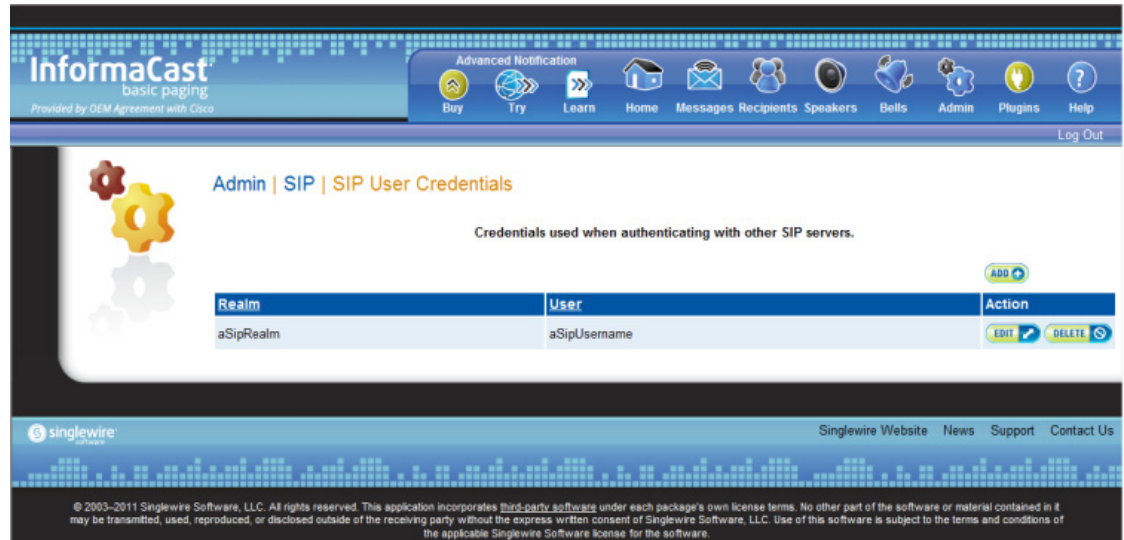 InformaCast
basic paging
Provided by OEM Agreement with Cisco
Advanced Notification
Buy Try Learn Home Messages Recipients Speakers Bells Admin Plugins Help
Log Out
Admin | SIP | SIP User Credentials
Credentials used when authenticating with other SIP servers.
ADD
Realm User Action
aSipRealm aSipUsername EDIT DELETE
singlewire
software
Singlewire Website News Support Contact Us
© 2003–2011 Singlewire Software, LLC. All rights reserved. This application incorporates third-party software under each package's own license terms. No other part of the software or material contained in it
may be transmitted, used, reproduced, or disclosed outside of the receiving party without the express written consent of Singlewire Software, LLC. Use of this software is subject to the terms and conditions of
the applicable Singlewire Software license for the software.